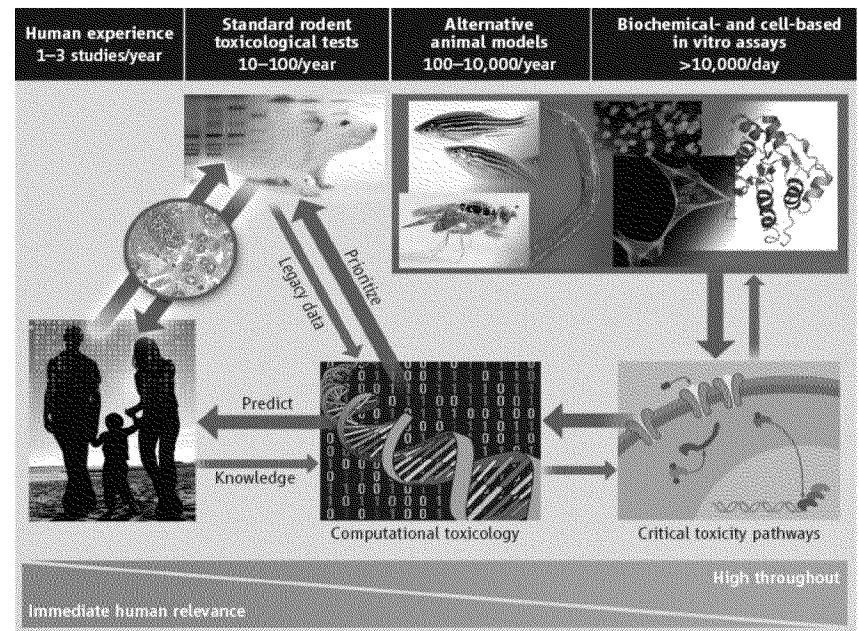 Human experience
1–3 studies/year
Standard rodent
toxicological tests
10–100/year
Alternative
animal models
100–10,000/year
Biochemical- and cell-based
in vitro assays
>10,000/day
Prioritize
Legacy data
Predict
Knowledge
Computational toxicology
Critical toxicity pathways
High throughout
Immediate human relevance